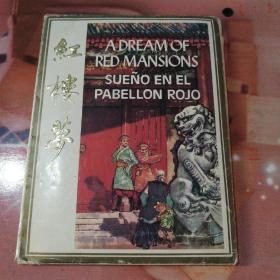 紅樓夢
A DREAM OF
RED MANSIONS
SUEÑO EN EL
PABELLON ROJO